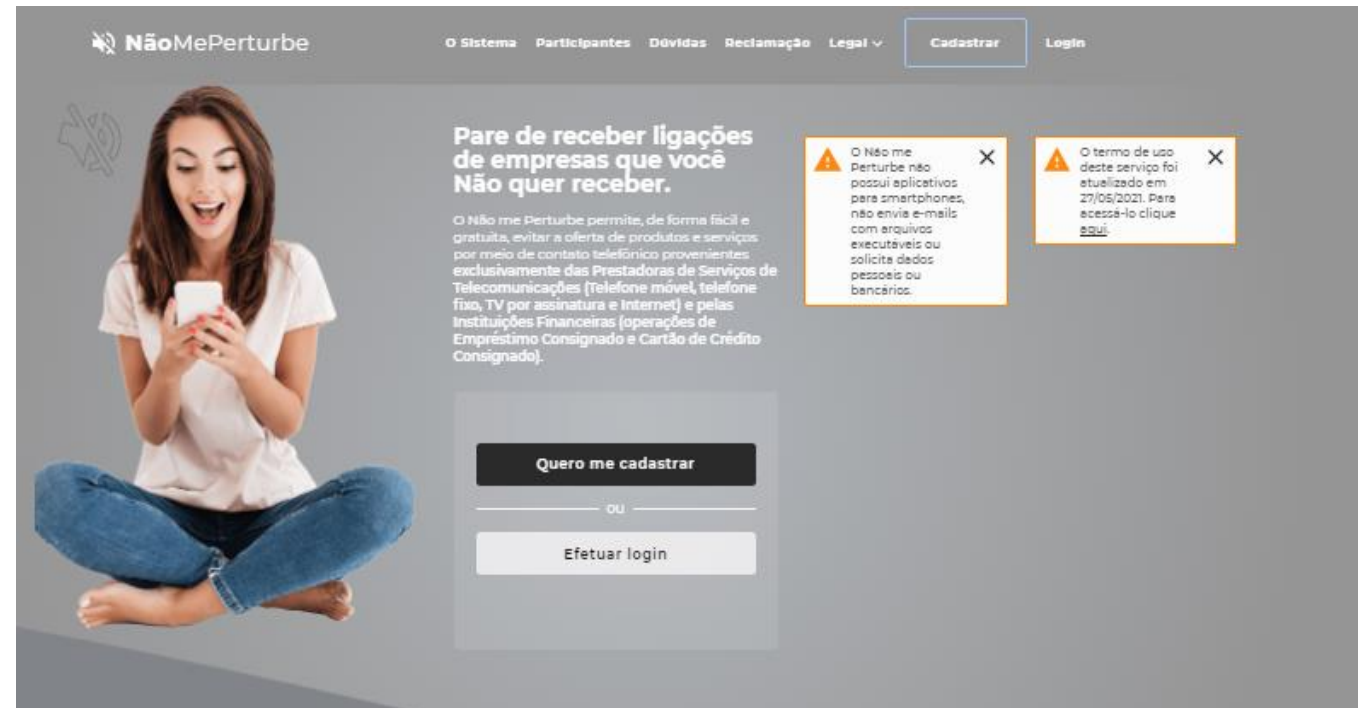 NãoMePerturbe
O Sistema Participantes Dúvidas Reclamação Legal Cadastrar Login
Pare de receber ligações
de empresas que você
Não quer receber.
O Não me Perturbe permite, de forma fácil e
gratuita, evitar a oferta de produtos e serviços
por meio de contato telefônico provenientes
exclusivamente das Prestadoras de Serviços de
Telecomunicações (Telefone móvel, telefone
fixo, TV por assinatura e Internet) e pelas
Instituições Financeiras (operações de
Empréstimo Consignado e Cartão de Crédito
Consignado).
Quero me cadastrar
ou
Efetuar login
O Não me
Perturbe não
possui aplicativos
para smartphones,
não envia e-mails
com arquivos
executáveis ou
solicita dados
pessoais ou
bancários.
O termo de uso
deste serviço foi
atualizado em
27/05/2021. Para
acessá-lo clique
aqui.